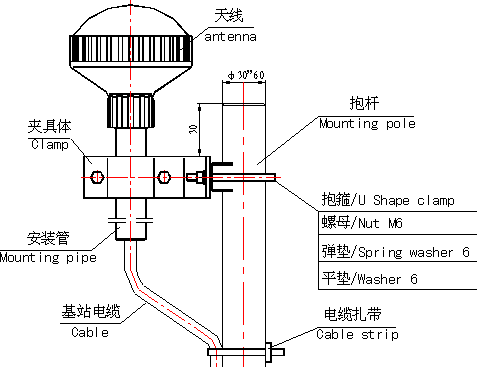 天线
antenna
ф30~60
30
抱杆
Mounting pole
夹具体
Clamp
抱箍/U Shape clamp
螺母/Nut M6
弹垫/Spring washer 6
平垫/Washer 6
安装管
Mounting pipe
基站电缆
Cable
电缆扎带
Cable strip